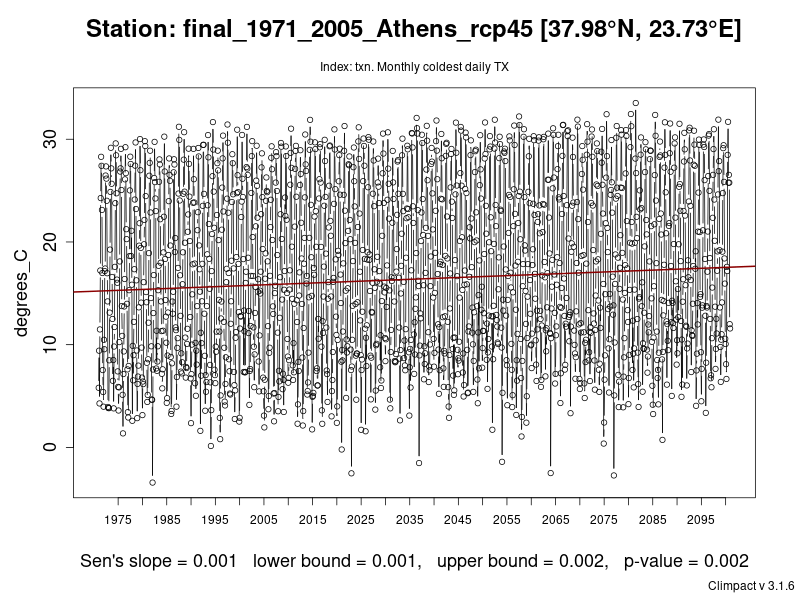 Station: final_1971_2005_Athens_rcp45 [37.98°N, 23.73°E]
Index: txn. Monthly coldest daily TX
degrees_C
30
20
10
0
1975 1985 1995 2005 2015 2025 2035 2045 2055 2065 2075 2085 2095
Sen's slope = 0.001 lower bound = 0.001, upper bound = 0.002, p-value = 0.002
Climpact v 3.1.6